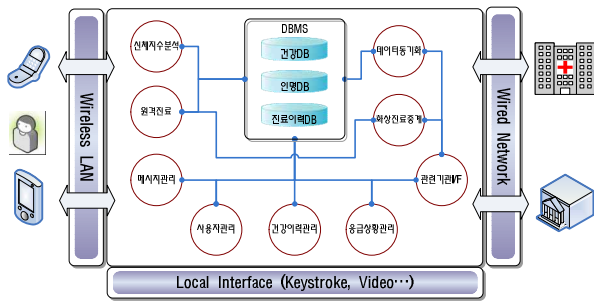 DBMS
신체지수분석
건강DB
데이터동기화
인명DB
원격진료
진료이력DB
화상진료중계
Wireless LAN
Wired Network
메시지관리
관련기관I/F
사용자관리
건강이력관리
응급상황관리
Local Interface (Keystroke, Video…)